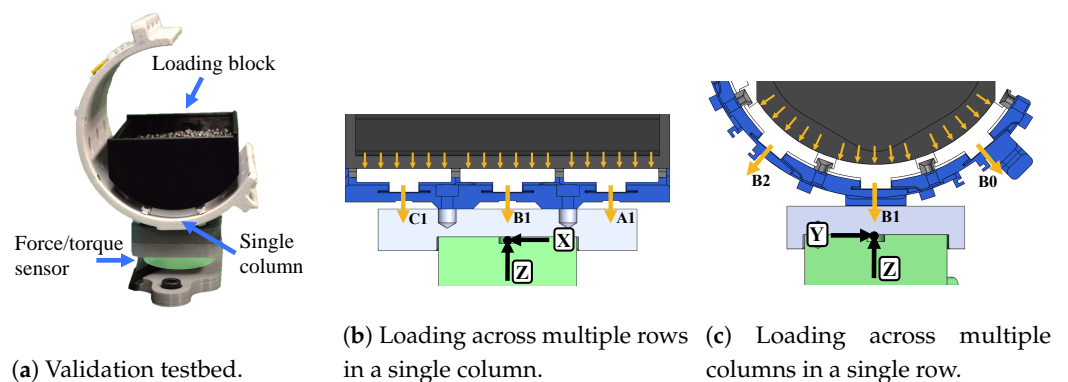 Loading block
Force/torque
sensor
Single
column
(a) Validation testbed.
C1
B1
A1
X
Z
(b) Loading across multiple rows
in a single column.
B2
B0
B1
Y
Z
(c) Loading across multiple
columns in a single row.